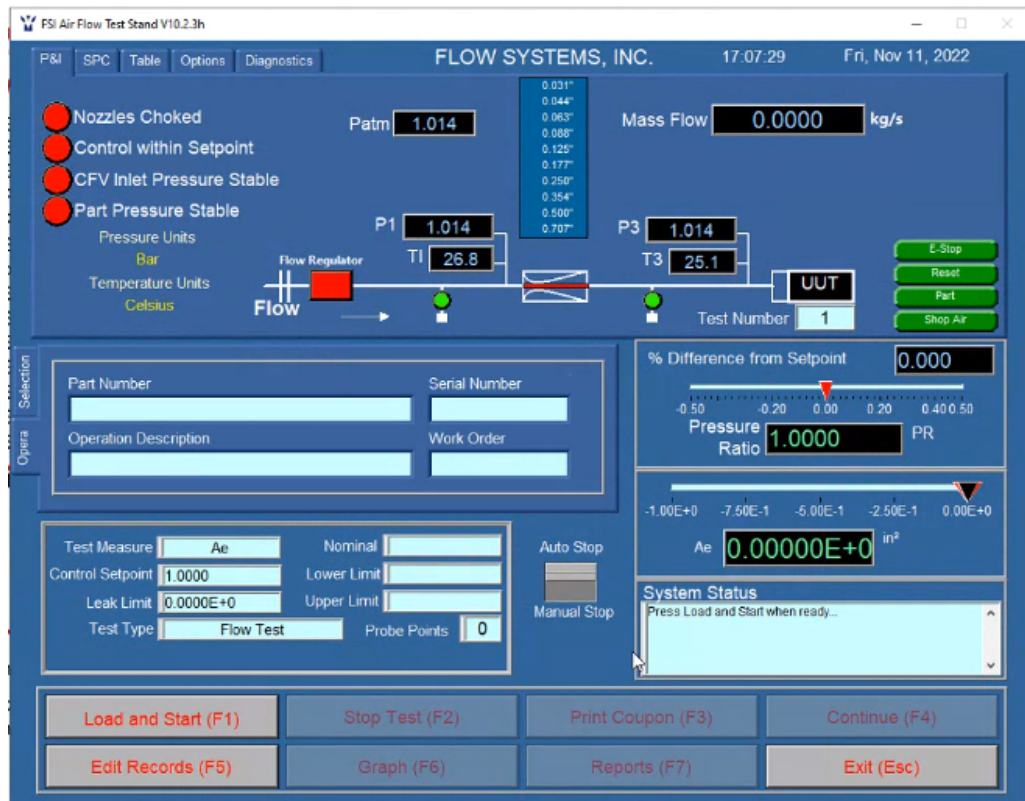 FSI Air Flow Test Stand V10.2.3h
P&I SPC Table Options Diagnostics
FLOW SYSTEMS, INC. 17:07:29 Fri, Nov 11, 2022
Nozzles Choked
Control within Setpoint
CFV Inlet Pressure Stable
Part Pressure Stable
Pressure Units
Bar
Temperature Units
Celsius
Patm 1.014
0.031"
0.044"
0.063"
0.088"
0.125"
0.177"
0.250"
0.354"
0.500"
0.707"
Mass Flow 0.0000 kg/s
P1 1.014
TI 26.8
P3 1.014
T3 25.1
Flow Regulator
Flow
UUT
Test Number 1
E-Stop
Reset
Part
Shop Air
Selection
Opera
Part Number Serial Number
Operation Description Work Order
% Difference from Setpoint 0.000
-0.50 -0.20 0.00 0.20 0.40 0.50
Pressure Ratio 1.0000 PR
-1.00E+0 -7.50E-1 -5.00E-1 -2.50E-1 0.00E+0
Ae 0.00000E+0 in²
Test Measure Ae Nominal
Control Setpoint 1.0000 Lower Limit
Leak Limit 0.0000E+0 Upper Limit
Test Type Flow Test Probe Points 0
Auto Stop
Manual Stop
System Status
Press Load and Start when ready...
Load and Start (F1) Stop Test (F2) Print Coupon (F3) Continue (F4)
Edit Records (F5) Graph (F6) Reports (F7) Exit (Esc)